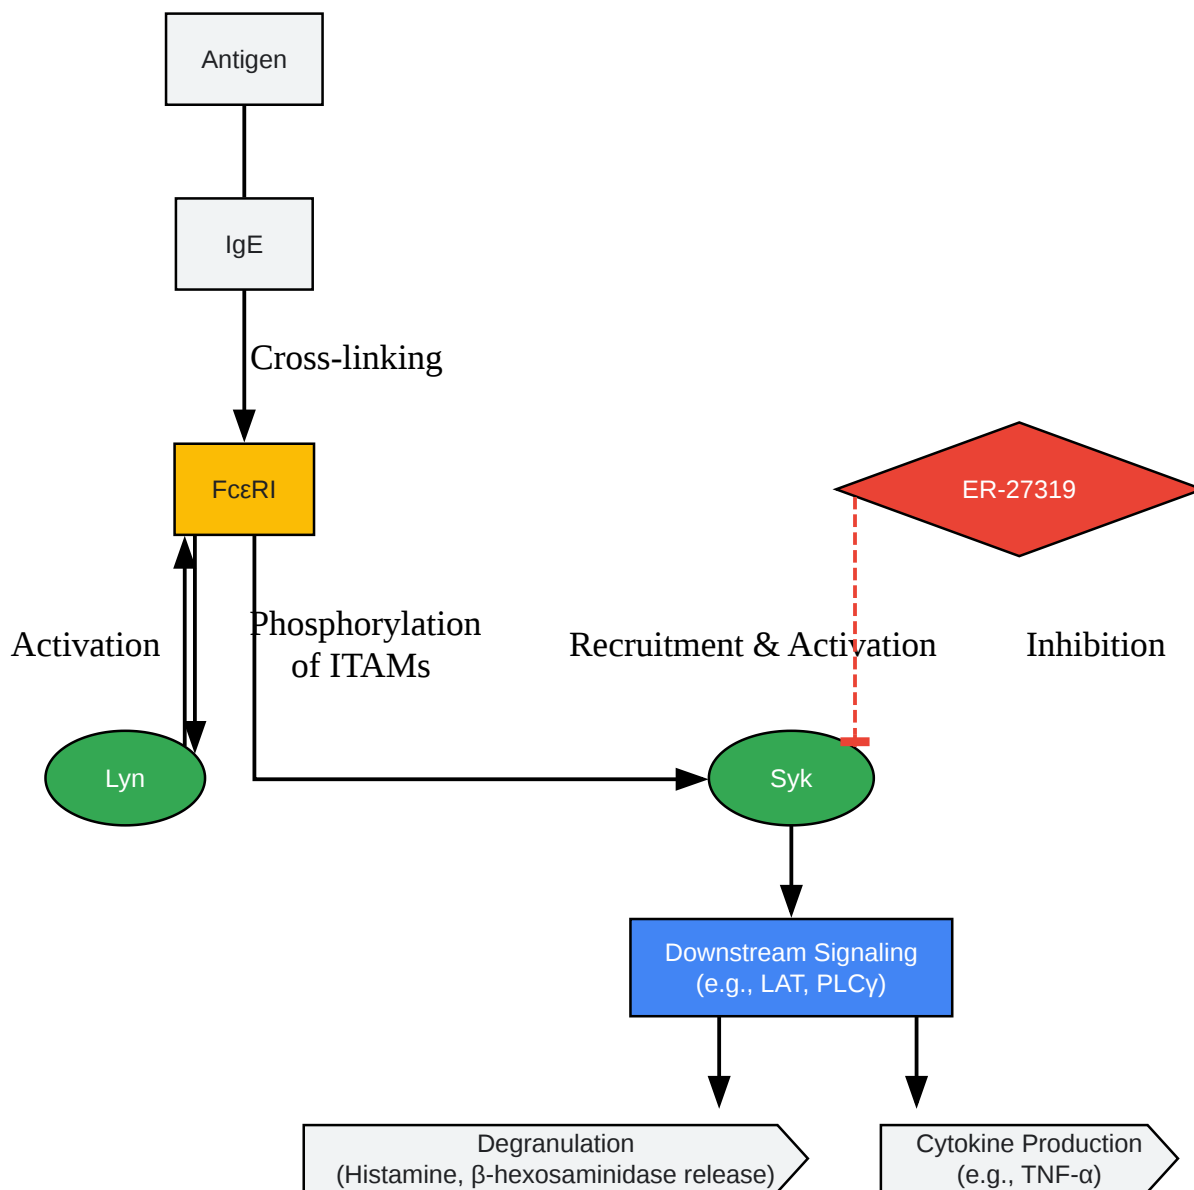 Antigen
IgE
Cross-linking
FcεRI
ER-27319
Activation
Phosphorylation
of ITAMs
Recruitment & Activation
Inhibition
Lyn
Syk
Downstream Signaling
(e.g., LAT, PLCγ)
Degranulation
(Histamine, β-hexosaminidase release)
Cytokine Production
(e.g., TNF-α)